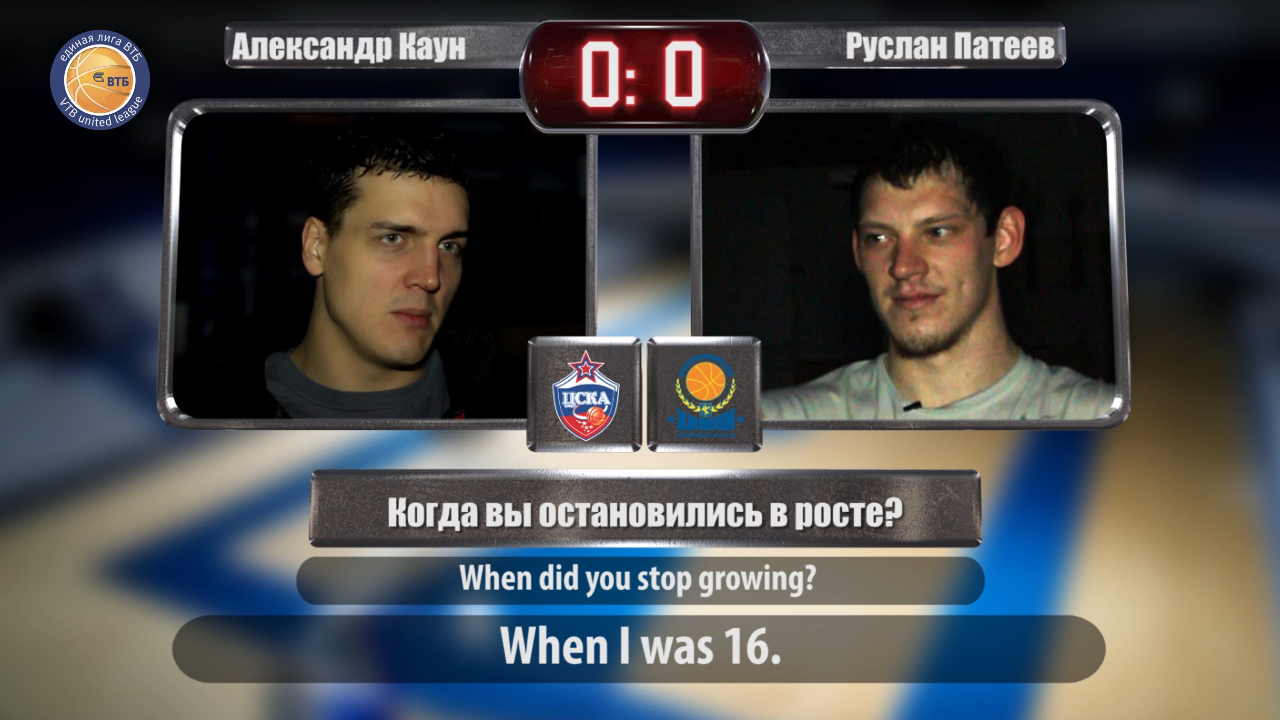 единая лига ВТБ
ВТБ
VTB united league
Александр Каун
0:0
Руслан Патеев
ЦСКА
Химки
Когда вы остановились в росте?
When did you stop growing?
When I was 16.